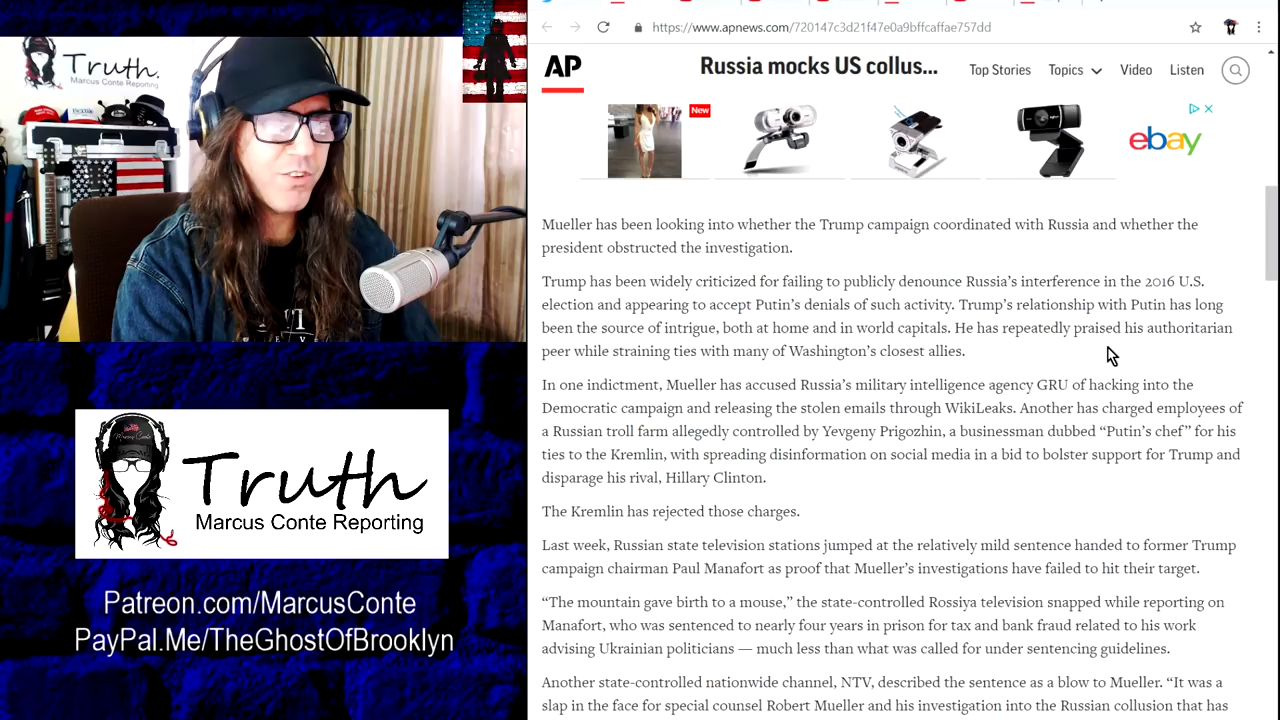 Truth.
Marcus Conte Reporting
https://www.apnews.com/720147c3d21f47e0a9bffcaffae757dd
AP
Russia mocks US collus...
Top Stories
Topics
Video
Listen
New
ebay
Mueller has been looking into whether the Trump campaign coordinated with Russia and whether the
president obstructed the investigation.
Trump has been widely criticized for failing to publicly denounce Russia’s interference in the 2016 U.S.
election and appearing to accept Putin’s denials of such activity. Trump’s relationship with Putin has long
been the source of intrigue, both at home and in world capitals. He has repeatedly praised his authoritarian
peer while straining ties with many of Washington’s closest allies.
In one indictment, Mueller has accused Russia’s military intelligence agency GRU of hacking into the
Democratic campaign and releasing the stolen emails through WikiLeaks. Another has charged employees of
a Russian troll farm allegedly controlled by Yevgeny Prigozhin, a businessman dubbed “Putin’s chef” for his
ties to the Kremlin, with spreading disinformation on social media in a bid to bolster support for Trump and
disparage his rival, Hillary Clinton.
The Kremlin has rejected those charges.
Last week, Russian state television stations jumped at the relatively mild sentence handed to former Trump
campaign chairman Paul Manafort as proof that Mueller’s investigations have failed to hit their target.
“The mountain gave birth to a mouse,” the state-controlled Rossiya television snapped while reporting on
Manafort, who was sentenced to nearly four years in prison for tax and bank fraud related to his work
advising Ukrainian politicians — much less than what was called for under sentencing guidelines.
Another state-controlled nationwide channel, NTV, described the sentence as a blow to Mueller. “It was a
slap in the face for special counsel Robert Mueller and his investigation into the Russian collusion that has
Truth
Marcus Conte Reporting
Patreon.com/MarcusConte
PayPal.Me/TheGhostOfBrooklyn